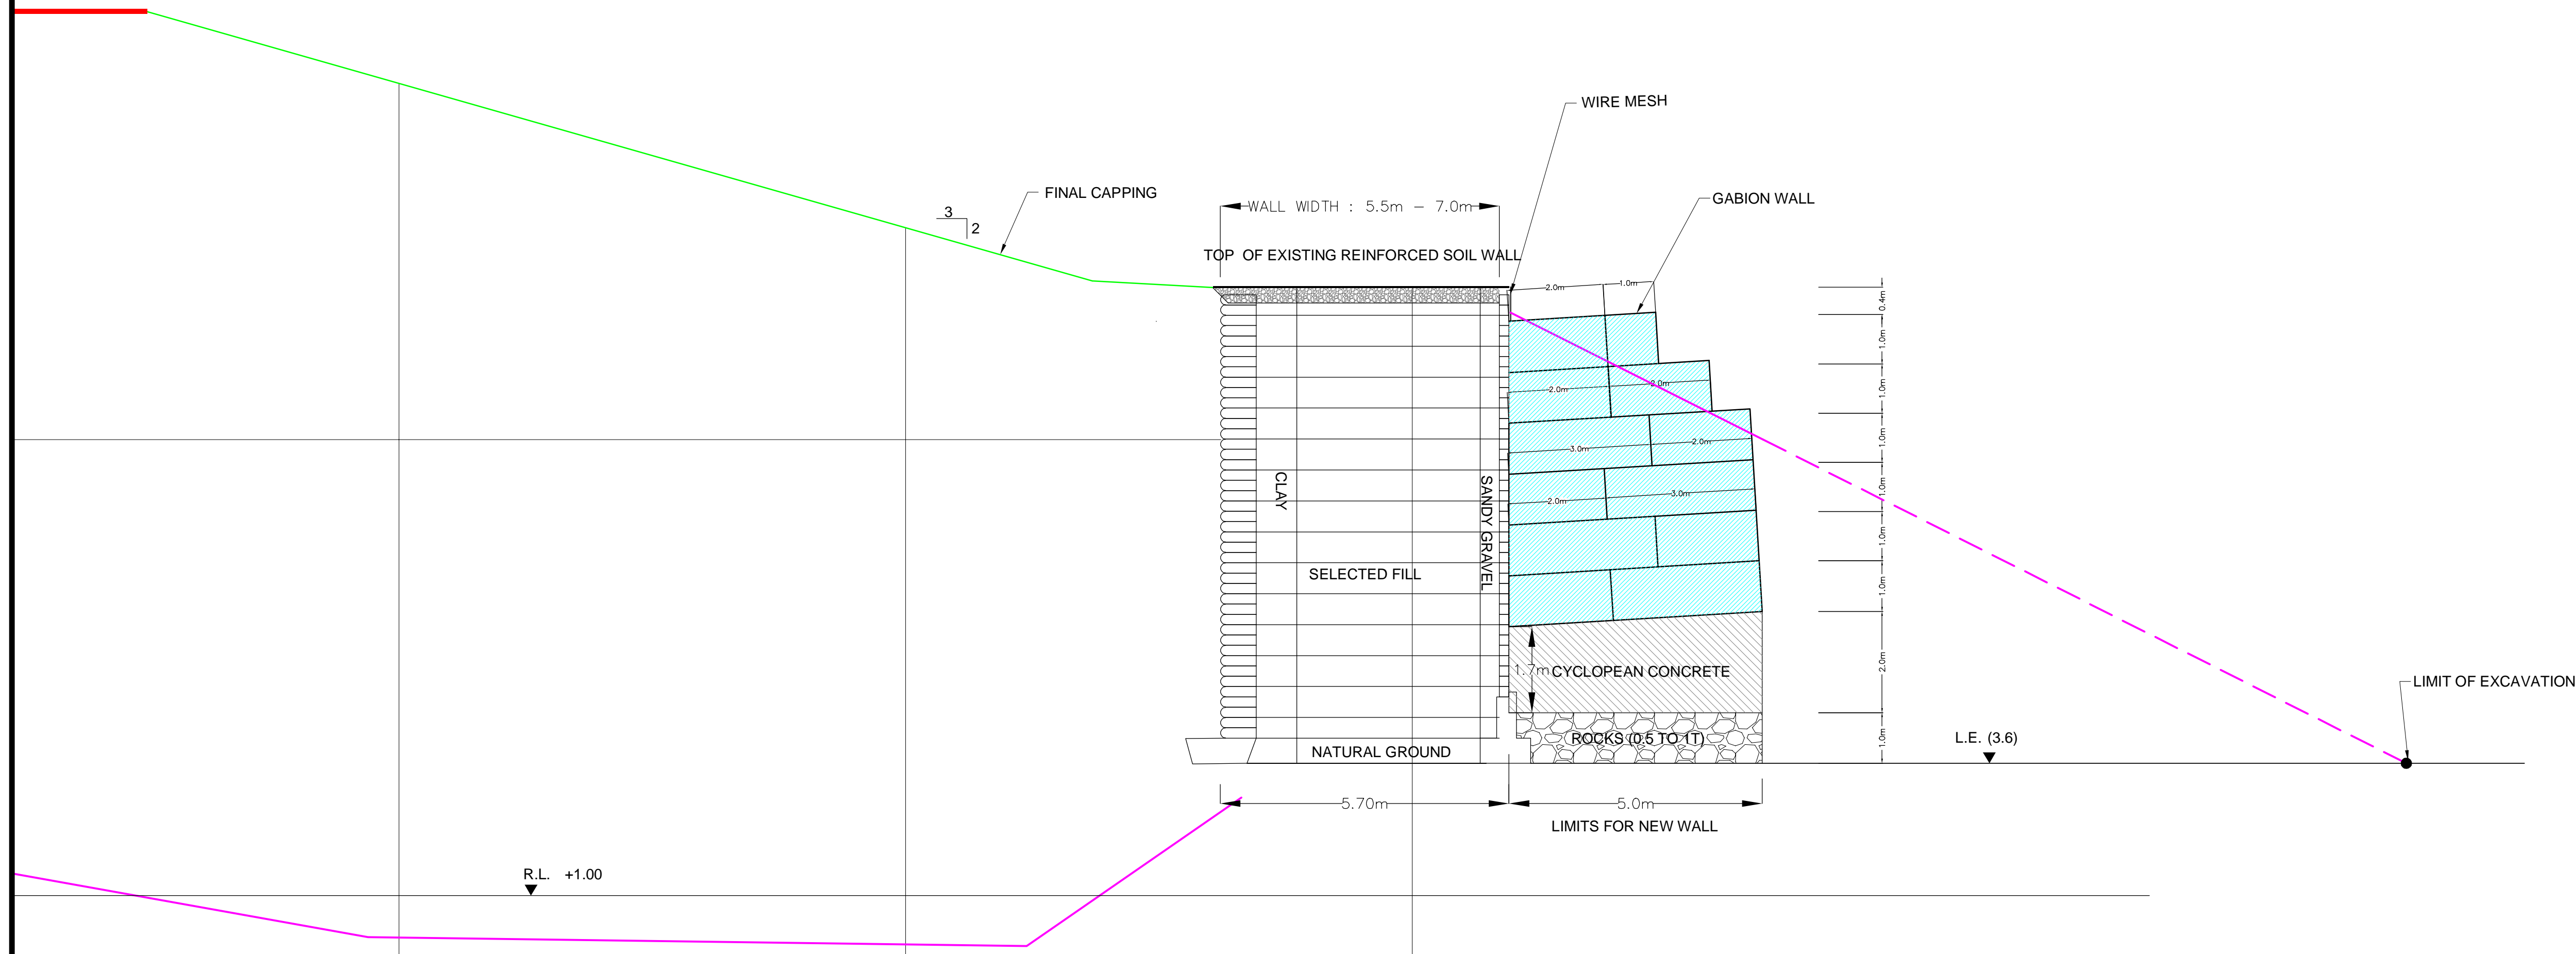 WIRE MESH
FINAL CAPPING
GABION WALL
3
2
WALL WIDTH : 5.5m - 7.0m
TOP OF EXISTING REINFORCED SOIL WALL
2.0m
1.0m
0.4m
1.0m
2.0m
2.0m
1.0m
3.0m
2.0m
1.0m
CLAY
SANDY GRAVEL
2.0m
3.0m
1.0m
1.0m
SELECTED FILL
1.0m
1.7m
CYCLOPEAN CONCRETE
2.0m
LIMIT OF EXCAVATION
NATURAL GROUND
ROCKS (0.5 TO 1T)
1.0m
L.E. (3.6)
5.70m
5.0m
LIMITS FOR NEW WALL
R.L. +1.00